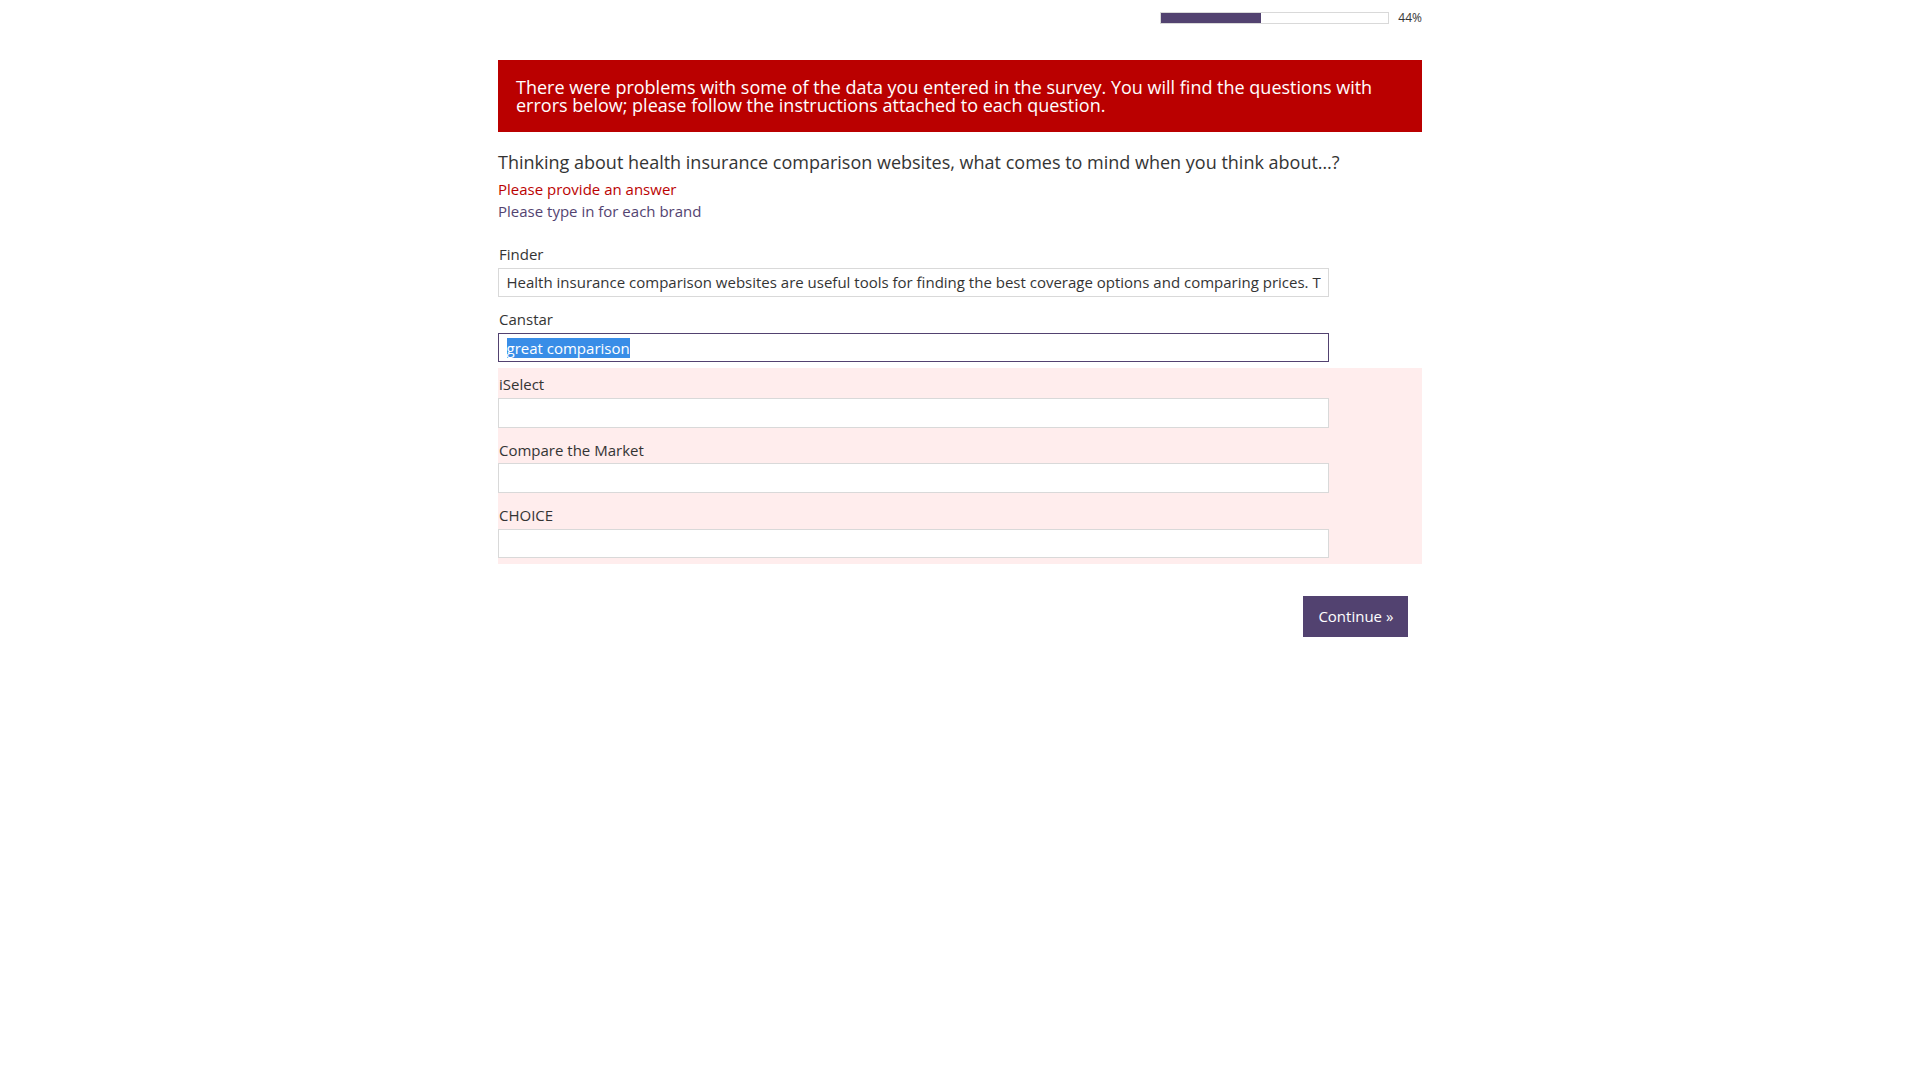 44%
There were problems with some of the data you entered in the survey. You will find the questions with
errors below; please follow the instructions attached to each question.
Thinking about health insurance comparison websites, what comes to mind when you think about...?
Please provide an answer
Please type in for each brand
Finder
Health insurance comparison websites are useful tools for finding the best coverage options and comparing prices. T
Canstar
great comparison
iSelect
Compare the Market
CHOICE
Continue »